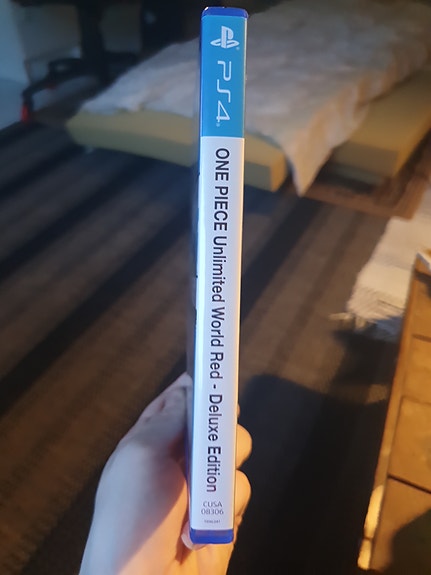 PS4
ONE PIECE Unlimited World Red - Deluxe Edition
CUSA
08306